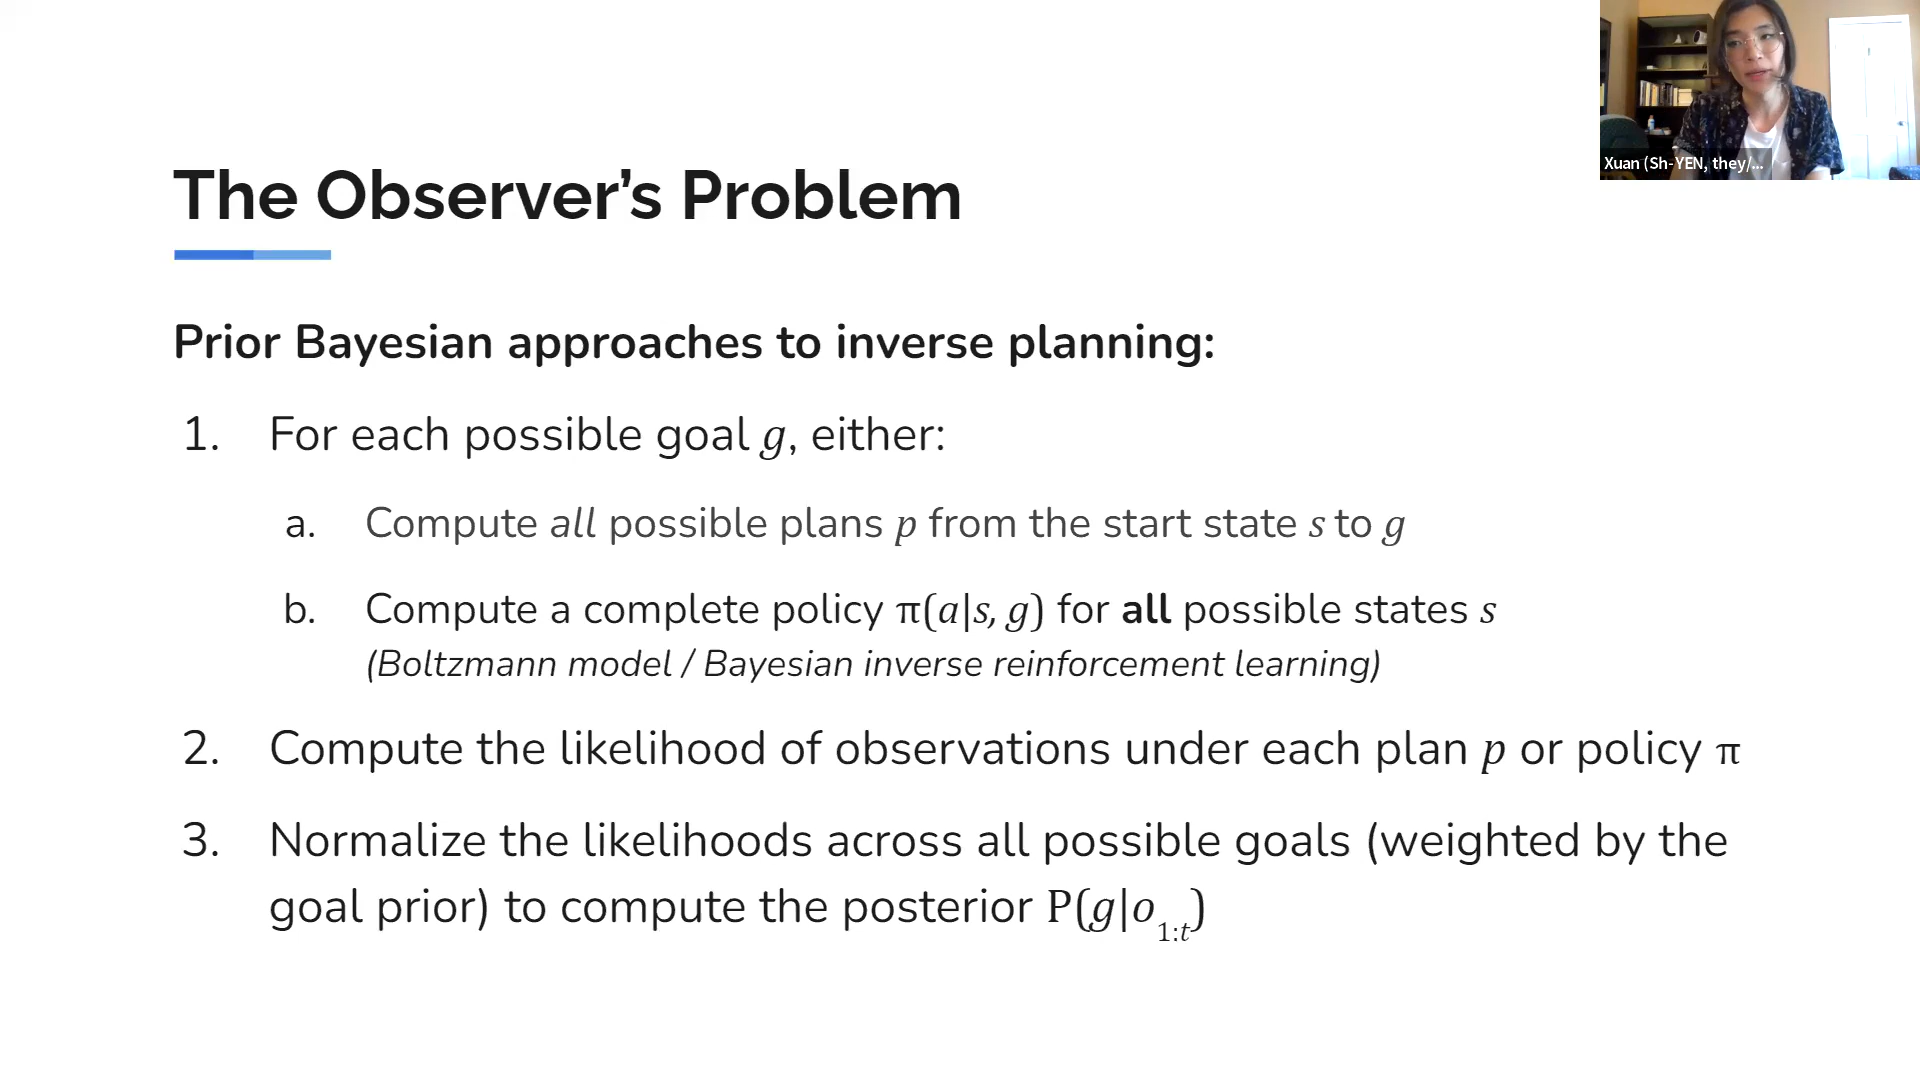 Xuan (Sh-YEN, they/...
The Observer’s Problem
Prior Bayesian approaches to inverse planning:
1. For each possible goal g, either:
a. Compute all possible plans p from the start state s to g
b. Compute a complete policy π(a|s, g) for all possible states s
(Boltzmann model / Bayesian inverse reinforcement learning)
2. Compute the likelihood of observations under each plan p or policy π
3. Normalize the likelihoods across all possible goals (weighted by the
goal prior) to compute the posterior P(g|o_{1:t})